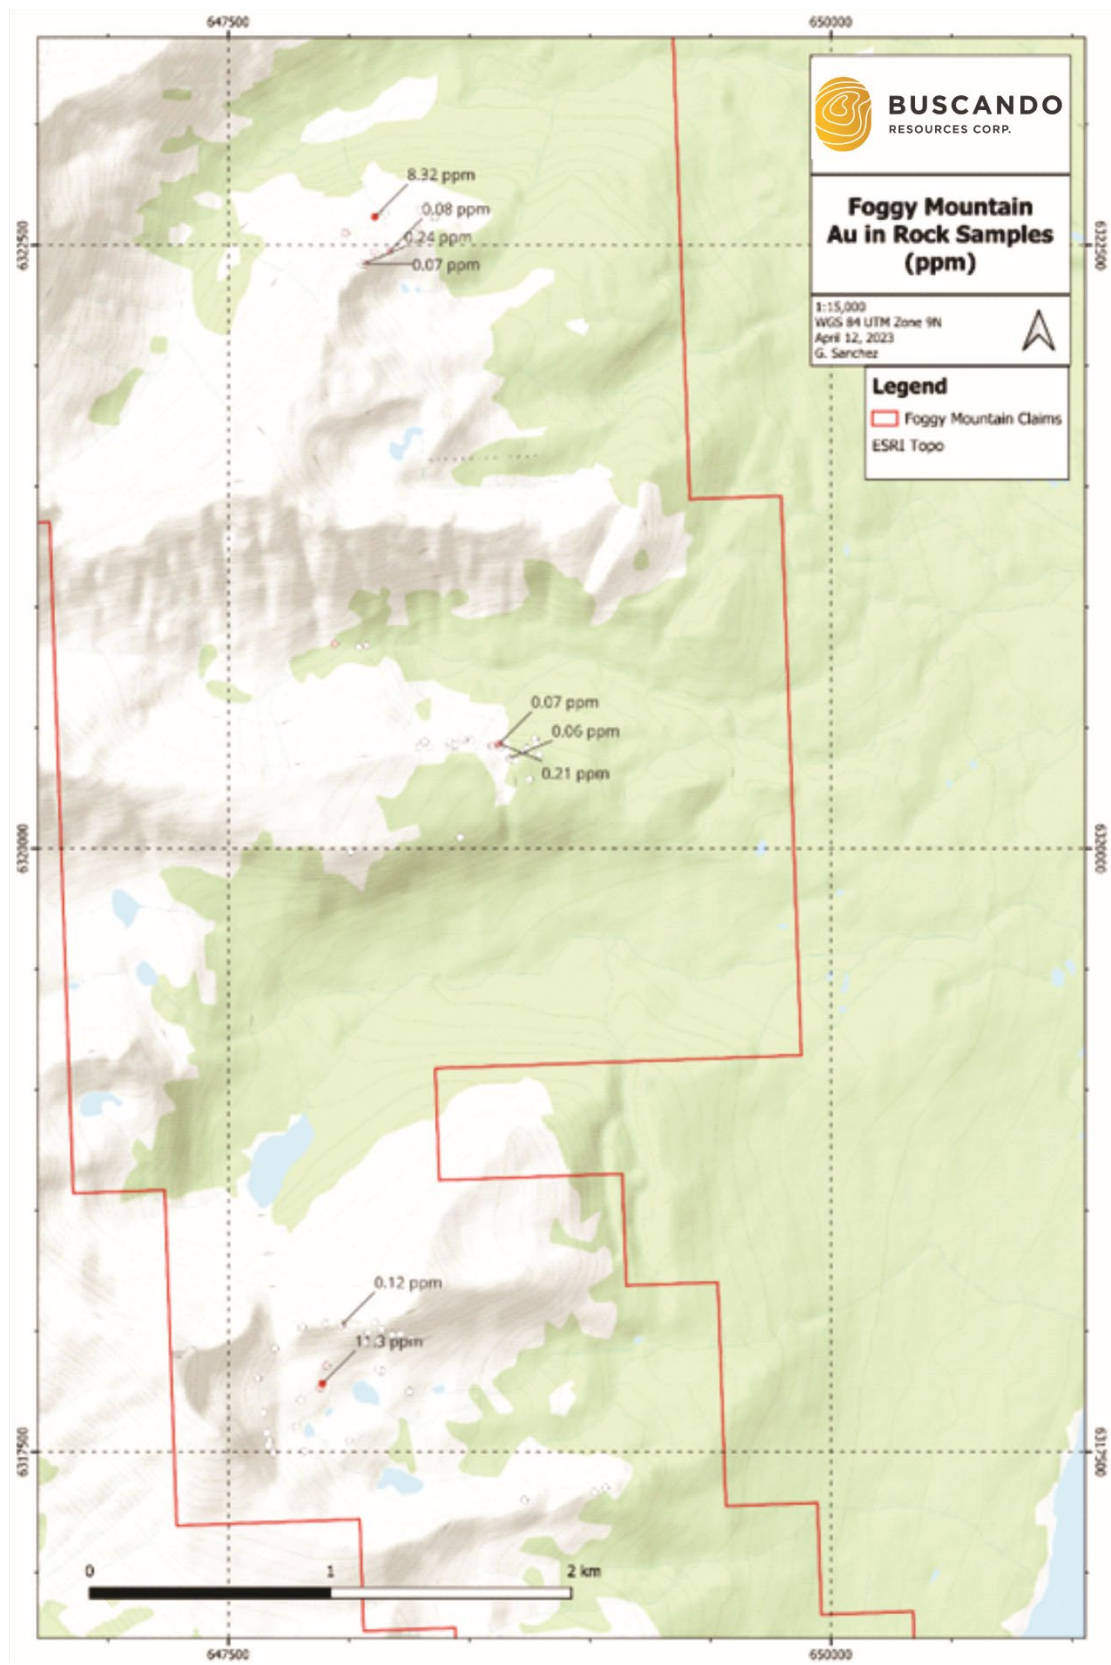 647500
650000
BUSCANDO
RESOURCES CORP.
Foggy Mountain
Au in Rock Samples
(ppm)
1:15,000
WGS 84 UTM Zone 9N
April 12, 2023
G. Sanchez
Legend
Foggy Mountain Claims
ESRI Topo
8.32 ppm
0.08 ppm
0.24 ppm
0.07 ppm
6322500
6322500
0.07 ppm
0.06 ppm
0.21 ppm
6320000
6320000
0.12 ppm
11.3 ppm
6317500
6317500
0
1
2 km
647500
650000